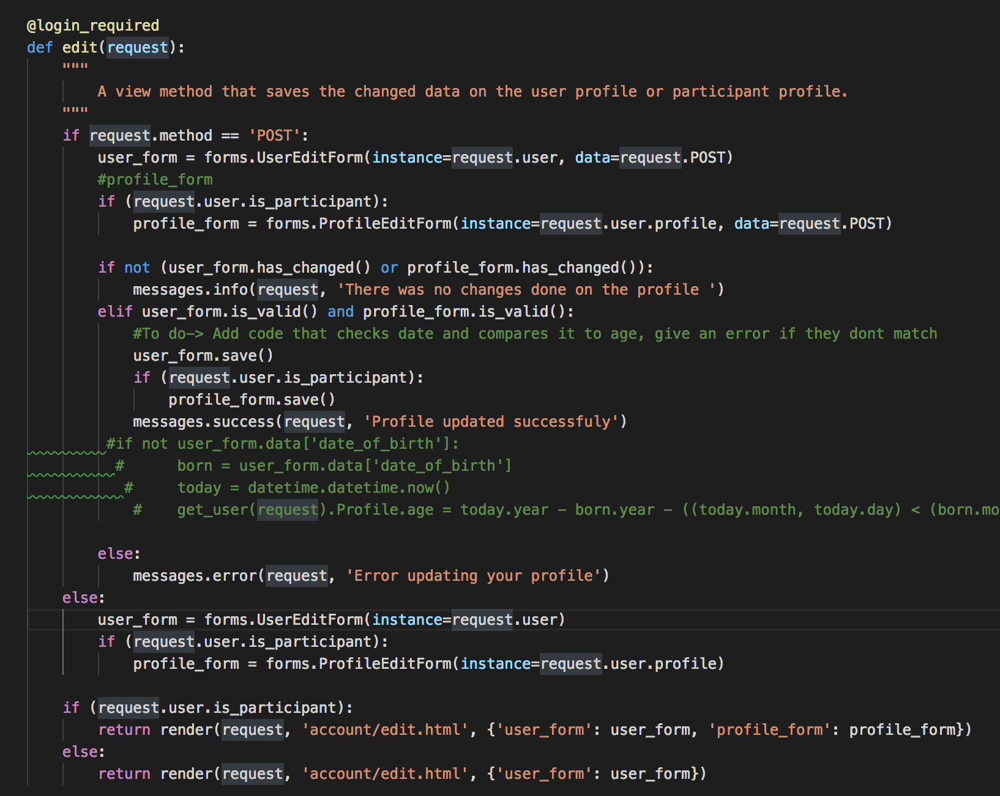 @login_required
def edit(request):
    """
        A view method that saves the changed data on the user profile or participant profile.
    """
    if request.method == 'POST':
        user_form = forms.UserEditForm(instance=request.user, data=request.POST)
        #profile_form
        if (request.user.is_participant):
            profile_form = forms.ProfileEditForm(instance=request.user.profile, data=request.POST)

        if not (user_form.has_changed() or profile_form.has_changed()):
            messages.info(request, 'There was no changes done on the profile ')
        elif user_form.is_valid() and profile_form.is_valid():
            #To do-> Add code that checks date and compares it to age, give an error if they dont match
            user_form.save()
            if (request.user.is_participant):
                profile_form.save()
            messages.success(request, 'Profile updated successfuly')
         #if not user_form.data['date_of_birth']:
          #      born = user_form.data['date_of_birth']
           #     today = datetime.datetime.now()
            #    get_user(request).Profile.age = today.year - born.year - ((today.month, today.day) < (born.mo

        else:
            messages.error(request, 'Error updating your profile')
    else:
        user_form = forms.UserEditForm(instance=request.user)
        if (request.user.is_participant):
            profile_form = forms.ProfileEditForm(instance=request.user.profile)

    if (request.user.is_participant):
        return render(request, 'account/edit.html', {'user_form': user_form, 'profile_form': profile_form})
    else:
        return render(request, 'account/edit.html', {'user_form': user_form})